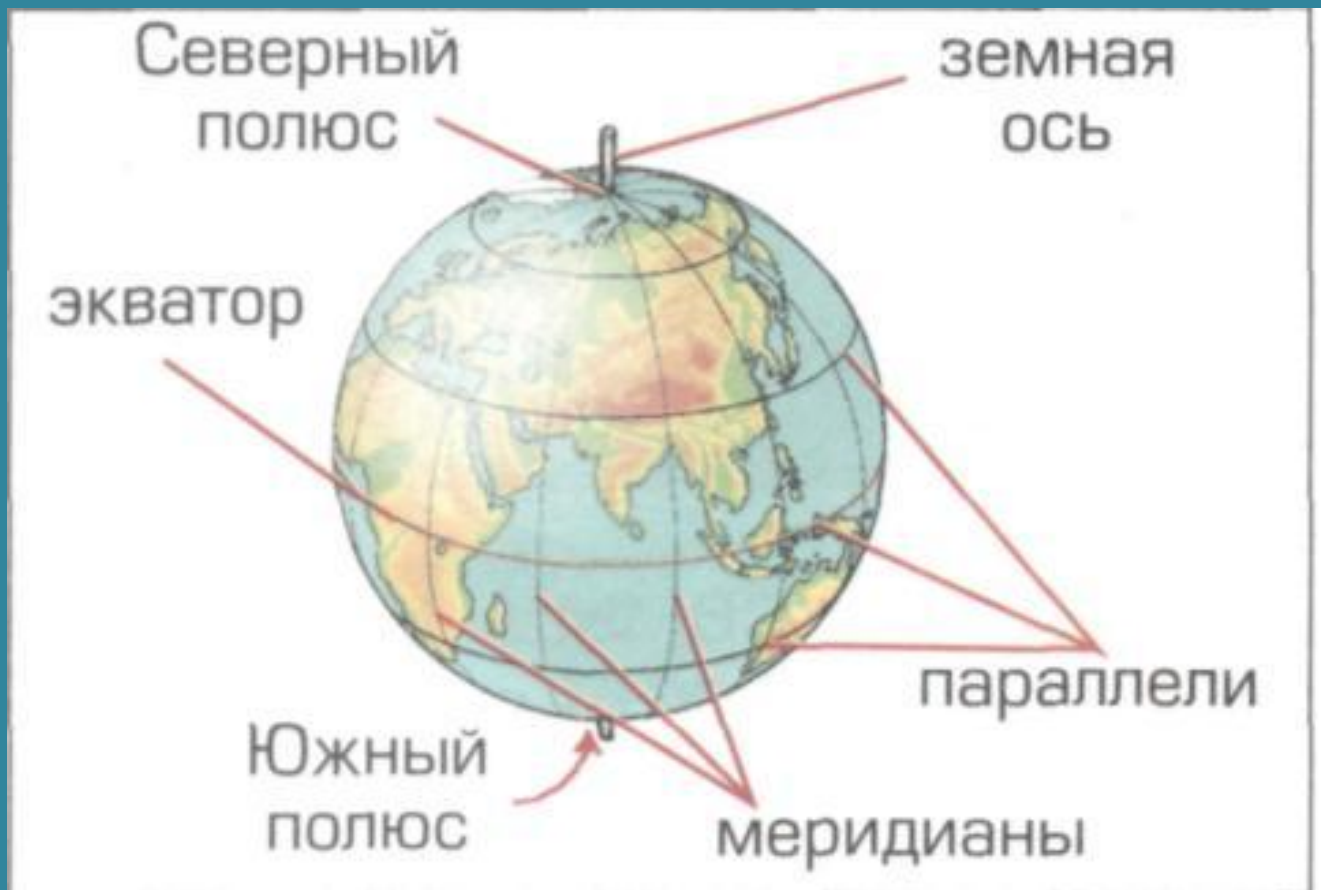 Северный
полюс
земная
ось
экватор
параллели
Южный
полюс
меридианы